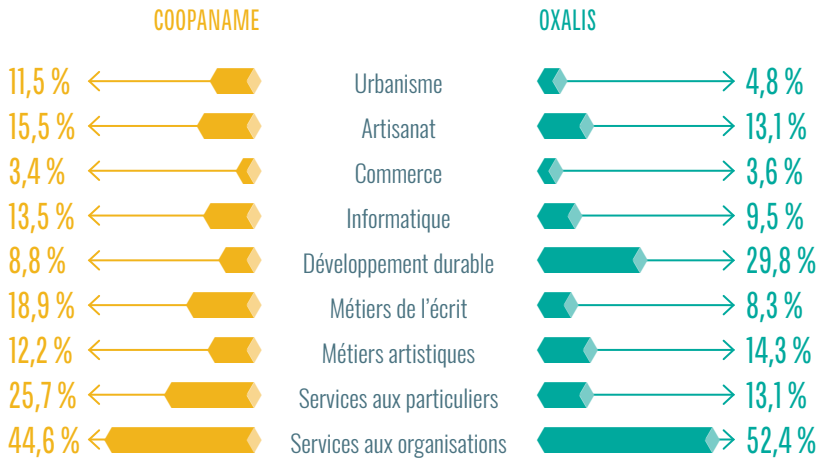 COOPANAME OXALIS
11,5 % Urbanisme 4,8 %
15,5 % Artisanat 13,1 %
3,4 % Commerce 3,6 %
13,5 % Informatique 9,5 %
8,8 % Développement durable 29,8 %
18,9 % Métiers de l’écrit 8,3 %
12,2 % Métiers artistiques 14,3 %
25,7 % Services aux particuliers 13,1 %
44,6 % Services aux organisations 52,4 %